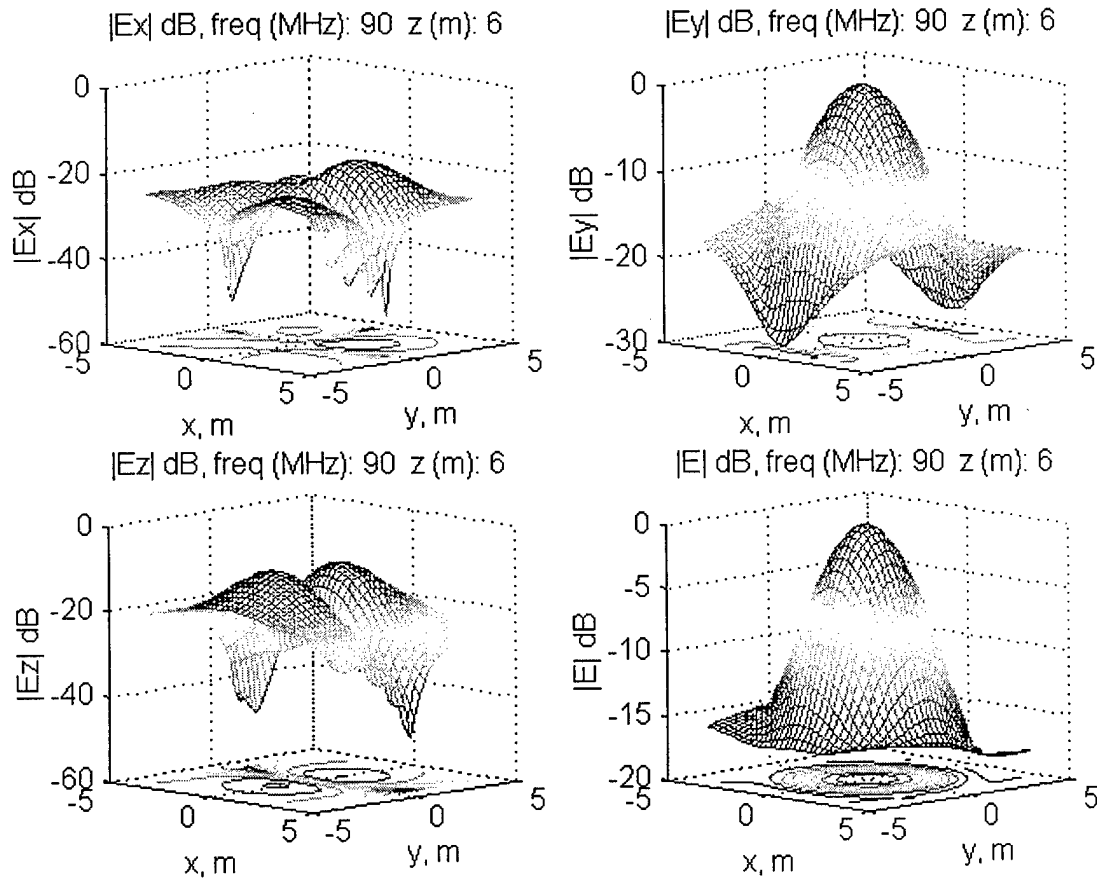 |Ex| dB, freq (MHz): 90 z (m): 6
|Ey| dB, freq (MHz): 90 z (m): 6
0
-20
-40
-60
|Ex| dB
-5
0
5
x, m
-5
0
5
y, m
0
-10
-20
-30
|Ey| dB
-5
0
5
x, m
-5
0
5
y, m
|Ez| dB, freq (MHz): 90 z (m): 6
|E| dB, freq (MHz): 90 z (m): 6
0
-20
-40
-60
|Ez| dB
-5
0
5
x, m
-5
0
5
y, m
0
-5
-10
-15
-20
|E| dB
-5
0
5
x, m
-5
0
5
y, m